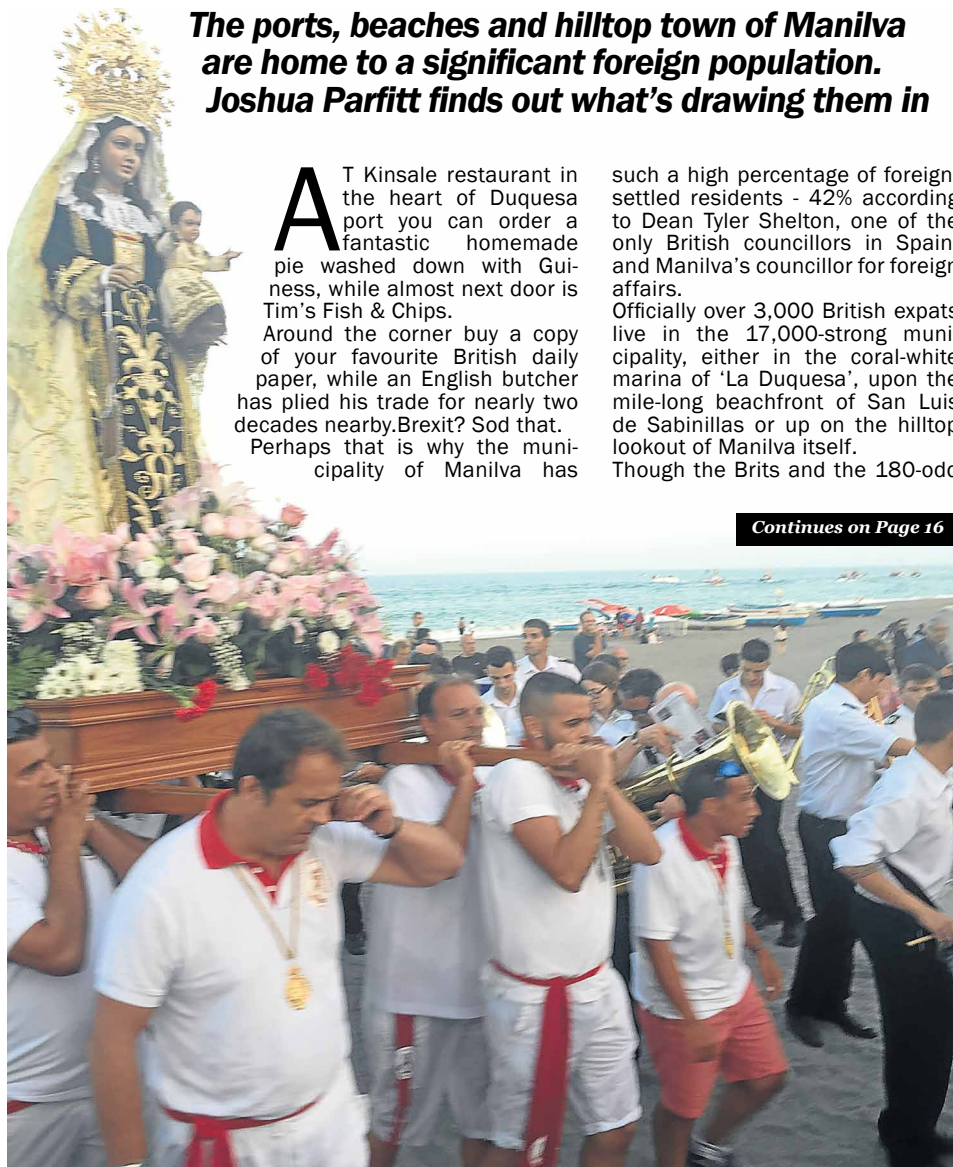 The ports, beaches and hilltop town of Manilva
are home to a significant foreign population.
Joshua Parfitt finds out what's drawing them in
AT Kinsale restaurant in
the heart of Duquesa
port you can order a
fantastic homemade
pie washed down with Gui-
ness, while almost next door is
Tim's Fish & Chips.
Around the corner buy a copy
of your favourite British daily
paper, while an English butcher
has plied his trade for nearly two
decades nearby.Brexit? Sod that.
Perhaps that is why the muni-
cipality of Manilva has
such a high percentage of foreign
settled residents - 42% according
to Dean Tyler Shelton, one of the
only British councillors in Spain
and Manilva's councillor for foreign
affairs.
Officially over 3,000 British expats
live in the 17,000-strong muni
cipality, either in the coral-white
marina of 'La Duquesa', upon the
mile-long beachfront of San Luis
de Sabinillas or up on the hilltop
lookout of Manilva itself.
Though the Brits and the 180-odd
Continues on Page 16